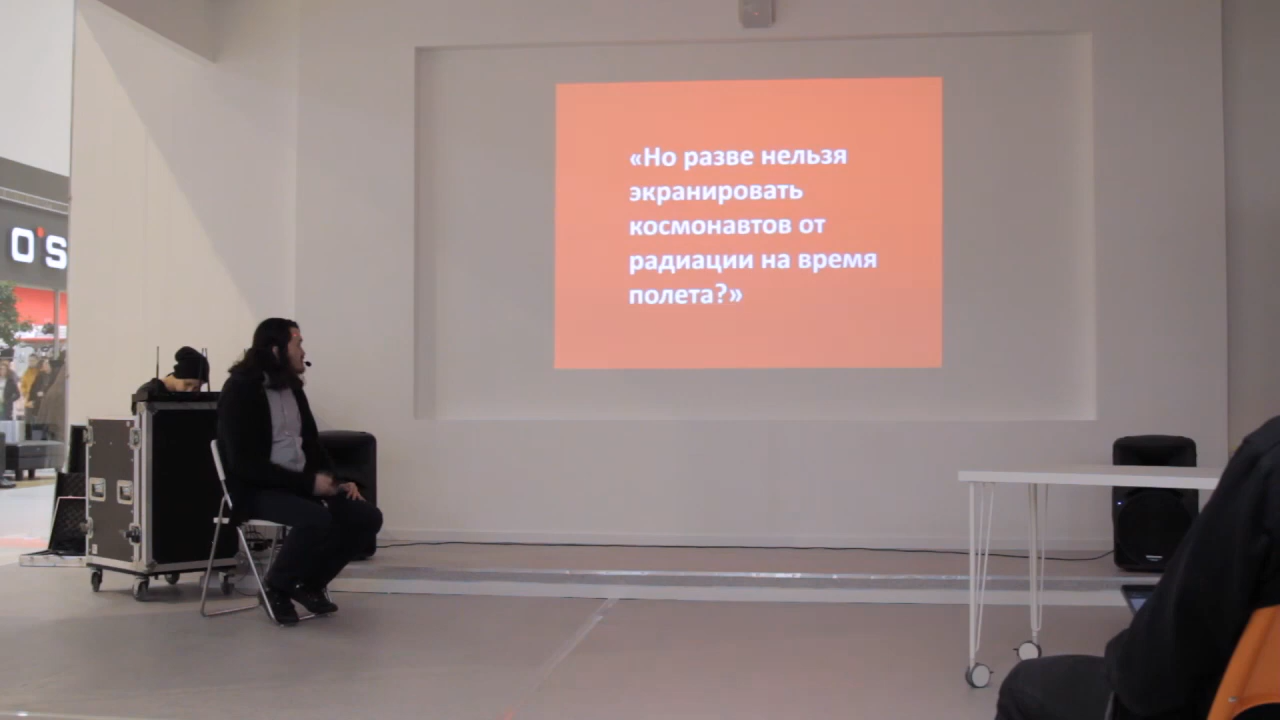 O'S
«Но разве нельзя
экранировать
космонавтов от
радиации на время
полета?»